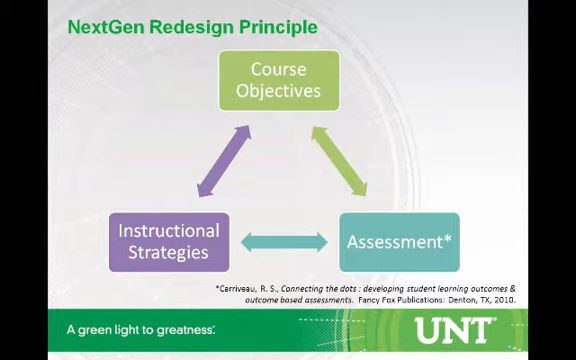 NextGen Redesign Principle
Course
Objectives
Instructional
Strategies
Assessment*
*Carriveau, R. S., Connecting the dots : developing student learning outcomes &
outcome based assessments. Fancy Fox Publications: Denton, TX, 2010.
A green light to greatness:
UNT